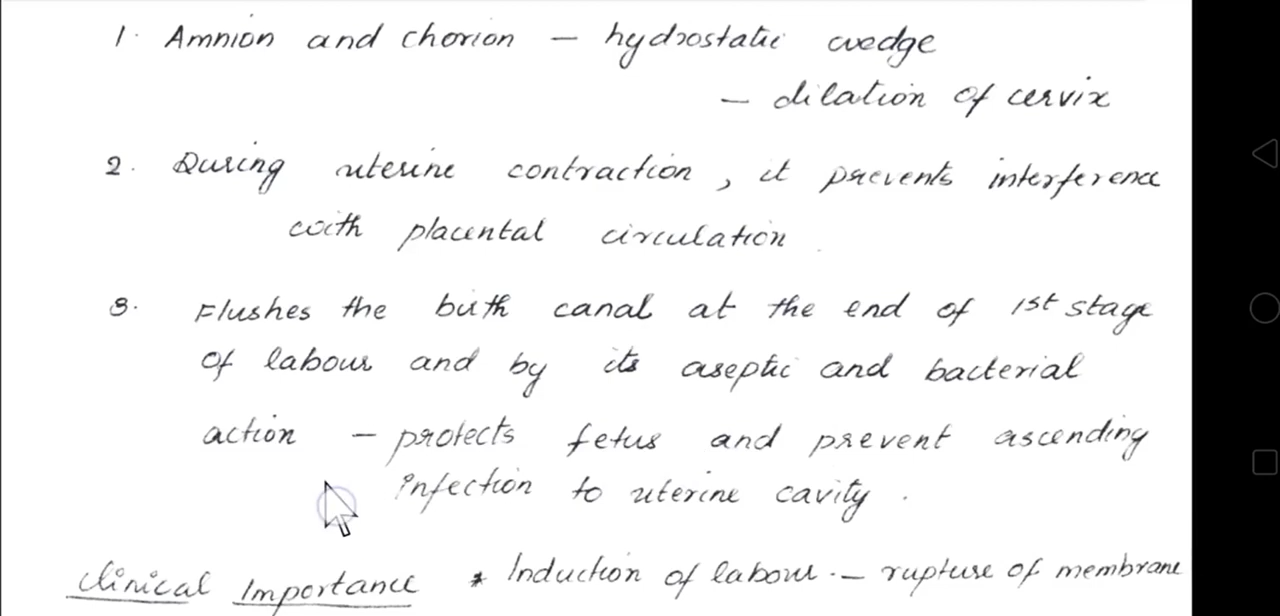 1. Amnion and chorion – hydrostatic wedge
– dilation of cervix
2. During uterine contraction, it prevents interference
with placental circulation.
3. Flushes the birth canal at the end of 1st stage
of labour and by its aseptic and bacterial
action – protects fetus and prevent ascending
infection to uterine cavity.
Clinical Importance * Induction of labour. – rupture of membrane